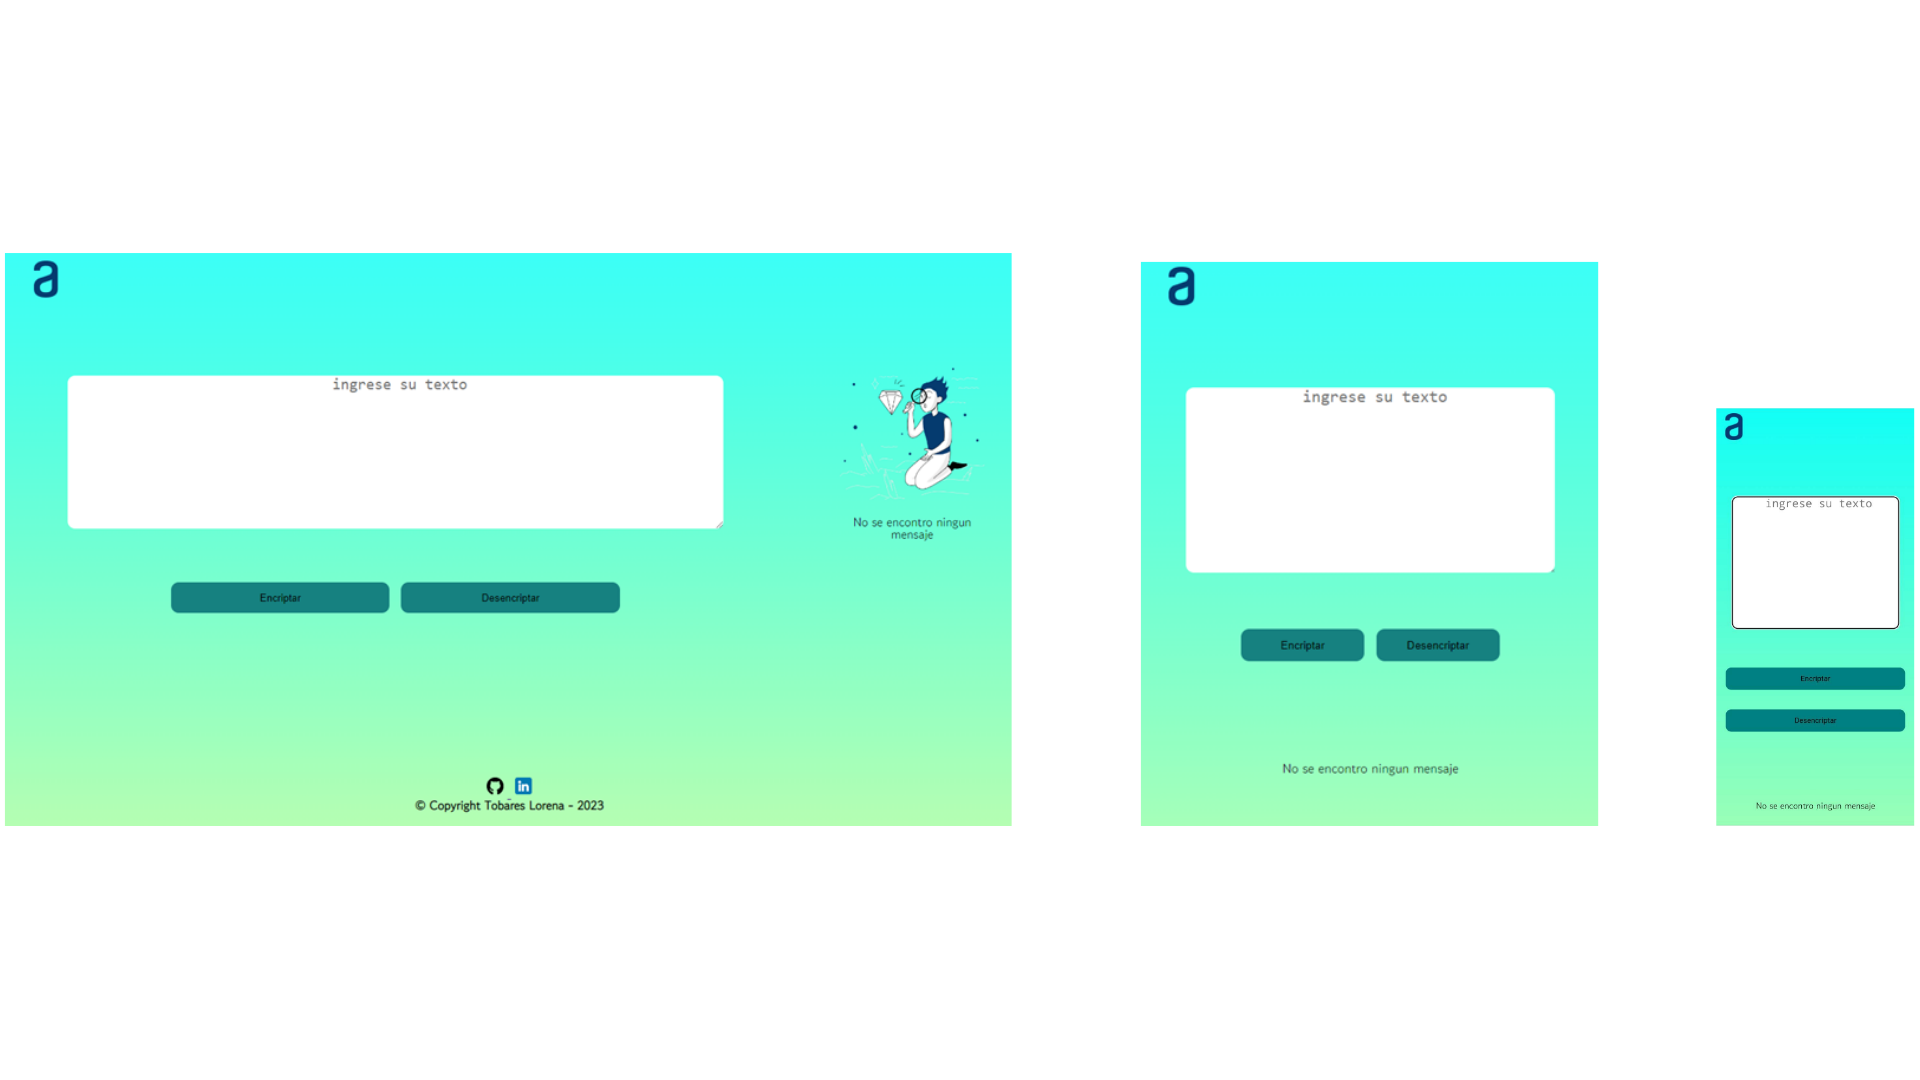 a
ingrese su texto
No se encontro ningun
mensaje
Encriptar
Desencriptar
in
© Copyright Tobares Lorena - 2023
a
ingrese su texto
Encriptar
Desencriptar
No se encontro ningun mensaje
a
ingrese su texto
Encriptar
Desencriptar
No se encontro ningun mensaje